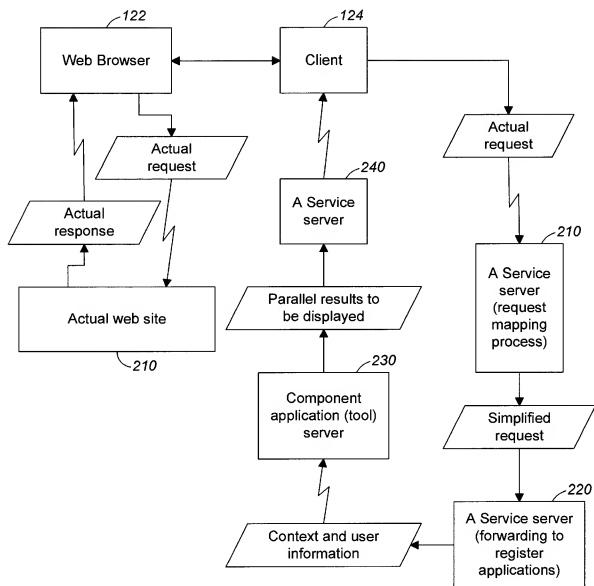 122
Web Browser
124
Client
Actual
request
Actual
request
240
A Service
server
Actual
response
210
A Service
server
(request
mapping
process)
Actual web site
210
Parallel results to
be displayed
230
Component
application (tool)
server
Simplified
request
220
A Service server
(forwarding to
register
applications)
Context and user
information